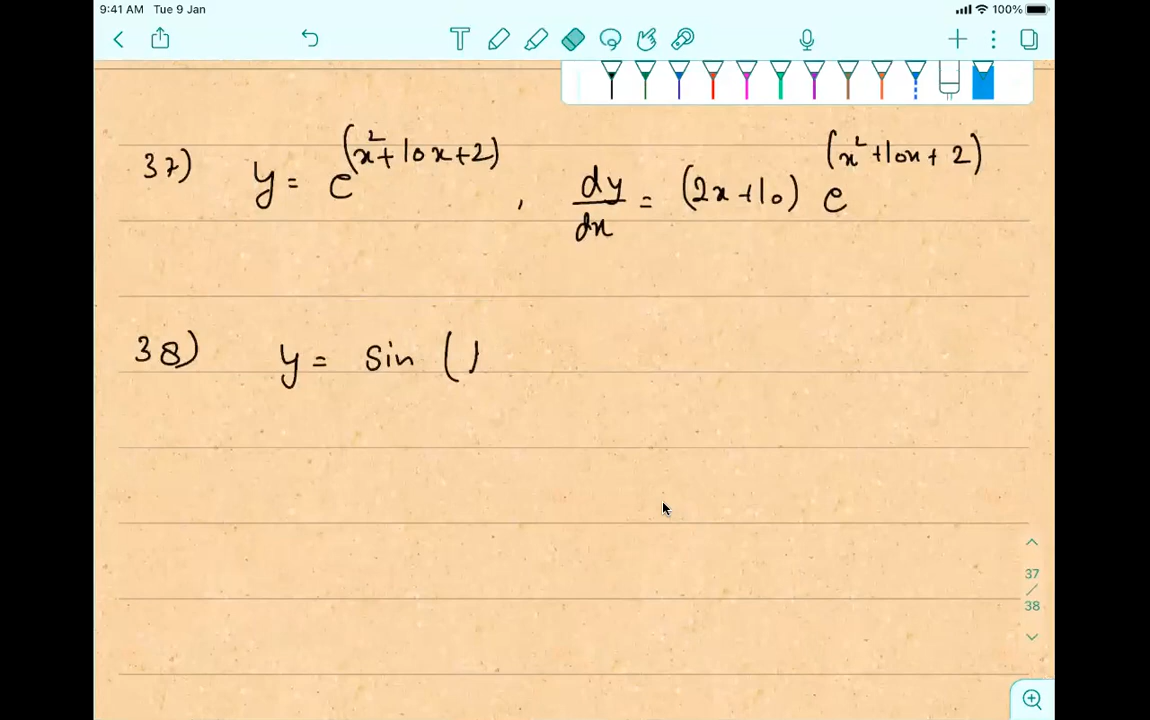 9:41 AM Tue 9 Jan 100%
37) y = e^(x²+10x+2) , dy/dx = (2x+10) e^(x²+10x+2)
38) y = sin ()
37
/
38